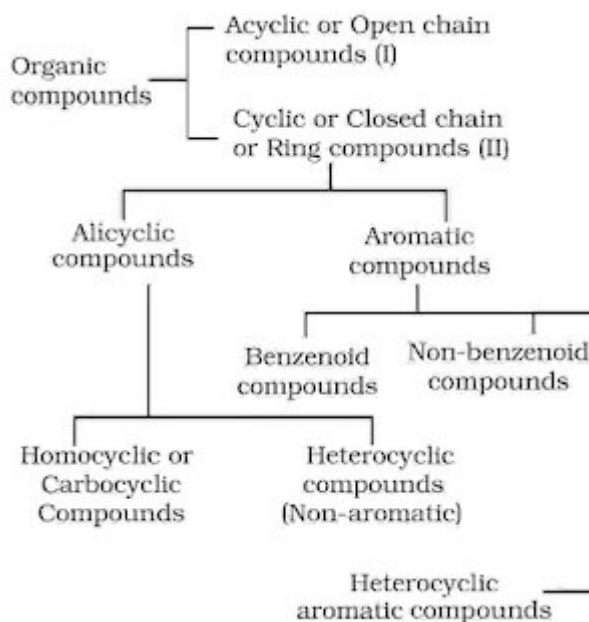 Acyclic or Open chain
compounds (I)
Organic
compounds
Cyclic or Closed chain
or Ring compounds (II)
Alicyclic
compounds
Aromatic
compounds
Benzenoid
compounds
Non-benzenoid
compounds
Homocyclic or
Carbocyclic
Compounds
Heterocyclic
compounds
(Non-aromatic)
Heterocyclic
aromatic compounds